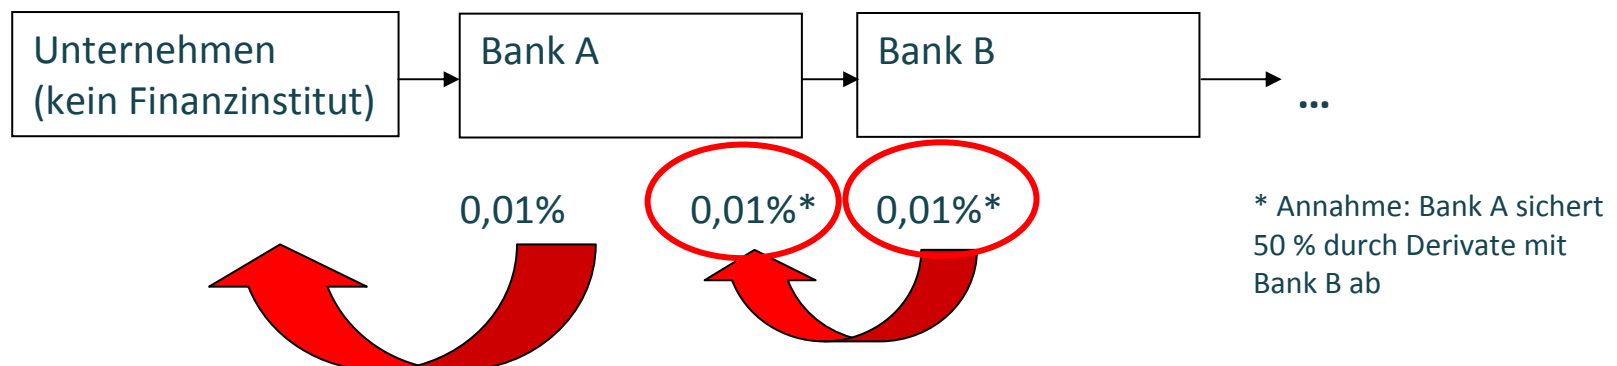 Unternehmen
(kein Finanzinstitut)
Bank A
Bank B
...
0,01%
0,01%*
0,01%*
* Annahme: Bank A sichert
50 % durch Derivate mit
Bank B ab